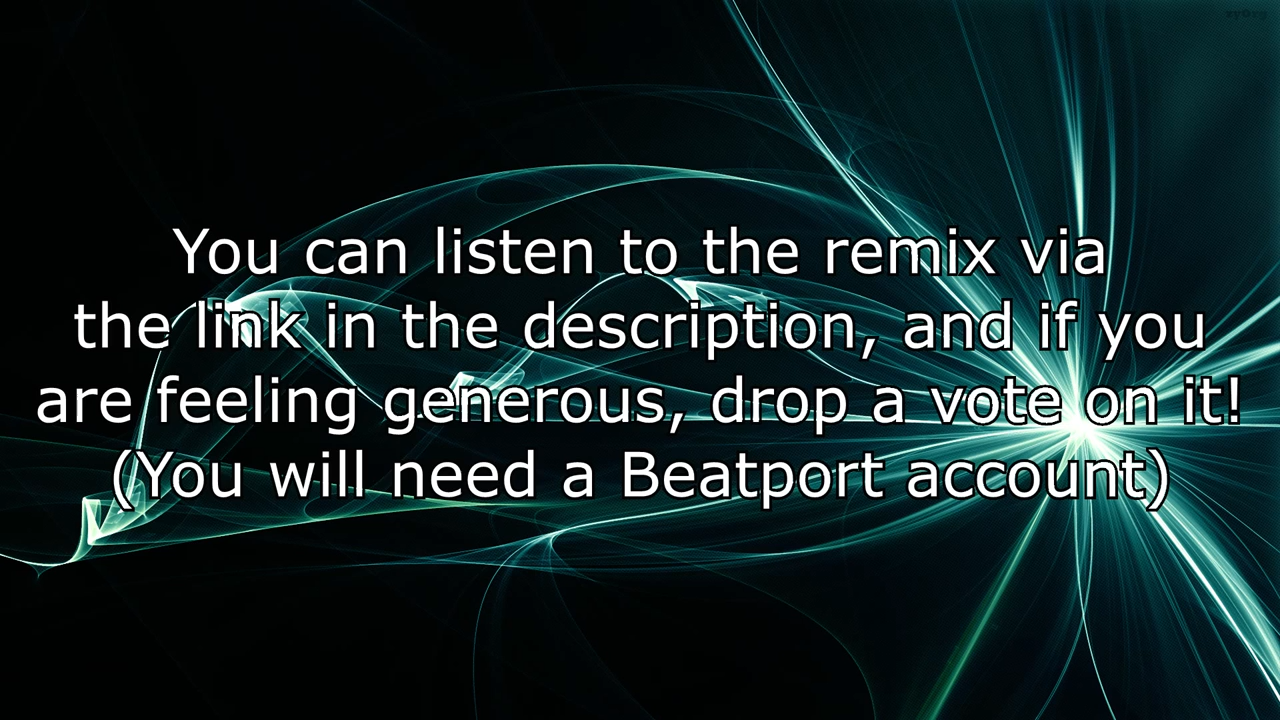 You can listen to the remix via
the link in the description, and if you
are feeling generous, drop a vote on it!
(You will need a Beatport account)